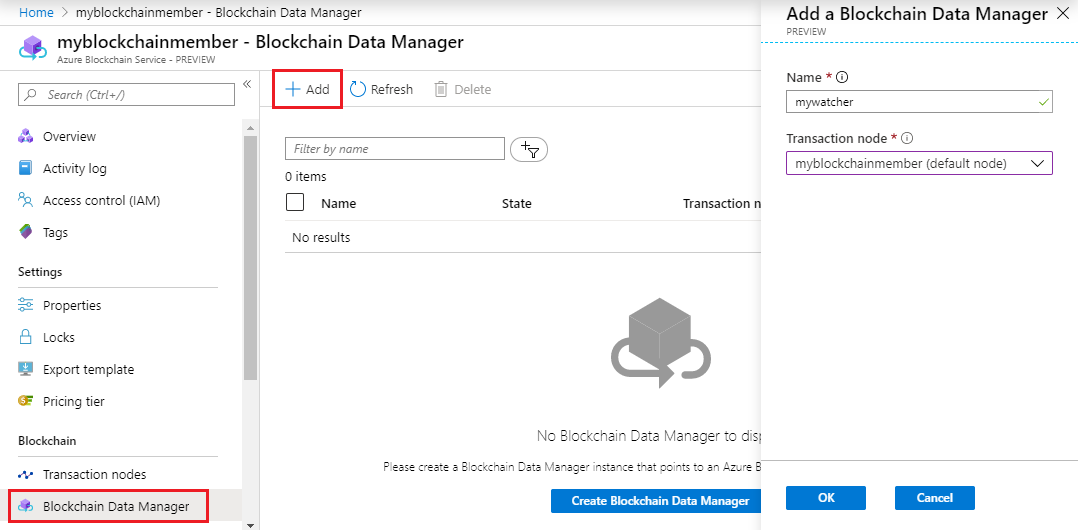 Home > myblockchainmember - Blockchain Data Manager
myblockchainmember - Blockchain Data Manager
Azure Blockchain Service - PREVIEW
Search (Ctrl+/)
Overview
Activity log
Access control (IAM)
Tags
Settings
Properties
Locks
Export template
Pricing tier
Blockchain
Transaction nodes
Blockchain Data Manager
+ Add Refresh Delete
Filter by name
0 items
Name State Transaction n
No results
No Blockchain Data Manager to disp
Please create a Blockchain Data Manager instance that points to an Azure B
Create Blockchain Data Manager
Add a Blockchain Data Manager
PREVIEW
Name *
mywatcher
Transaction node *
myblockchainmember (default node)
OK Cancel